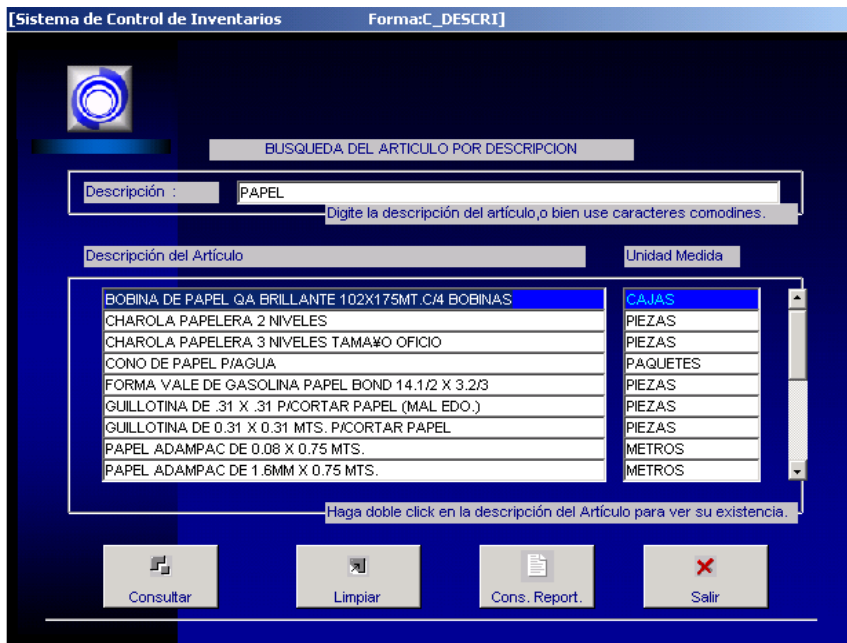 [Sistema de Control de Inventarios Forma:C_DESCRI]
BUSQUEDA DEL ARTICULO POR DESCRIPCION
Descripción : PAPEL
Digite la descripción del artículo,o bien use caracteres comodines.
Descripción del Artículo Unidad Medida
BOBINA DE PAPEL QA BRILLANTE 102X175MT.C/4 BOBINAS CAJAS
CHAROLA PAPELERA 2 NIVELES PIEZAS
CHAROLA PAPELERA 3 NIVELES TAMA¥O OFICIO PIEZAS
CONO DE PAPEL P/AGUA PAQUETES
FORMA VALE DE GASOLINA PAPEL BOND 14.1/2 X 3.2/3 PIEZAS
GUILLOTINA DE .31 X .31 P/CORTAR PAPEL (MAL EDO.) PIEZAS
GUILLOTINA DE 0.31 X 0.31 MTS. P/CORTAR PAPEL PIEZAS
PAPEL ADAMPAC DE 0.08 X 0.75 MTS. METROS
PAPEL ADAMPAC DE 1.6MM X 0.75 MTS. METROS
Haga doble click en la descripción del Artículo para ver su existencia.
Consultar Limpiar Cons. Report. Salir